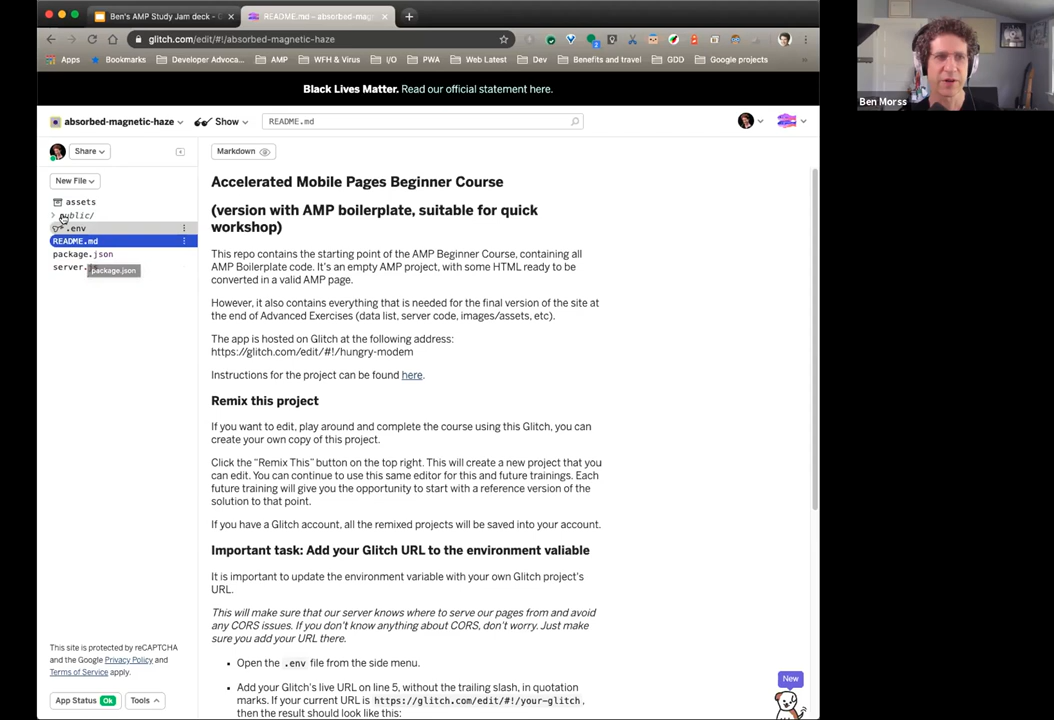 Ben's AMP Study Jam deck - G
README.md – absorbed-magnetic-
glitch.com/edit/#!/absorbed-magnetic-haze
Apps
Bookmarks
Developer Advoca...
AMP
WFH & Virus
I/O
PWA
Web Latest
Dev
Benefits and travel
GDD
Google projects
Ben Morss
Black Lives Matter. Read our official statement here.
absorbed-magnetic-haze
Show
README.md
Share
Markdown
New File
assets
public/
.env
README.md
package.json
server.
package.json
Accelerated Mobile Pages Beginner Course
(version with AMP boilerplate, suitable for quick
workshop)
This repo contains the starting point of the AMP Beginner Course, containing all
AMP Boilerplate code. It's an empty AMP project, with some HTML ready to be
converted in a valid AMP page.
However, it also contains everything that is needed for the final version of the site at
the end of Advanced Exercises (data list, server code, images/assets, etc).
The app is hosted on Glitch at the following address:
https://glitch.com/edit/#!/hungry-modem
Instructions for the project can be found here.
Remix this project
If you want to edit, play around and complete the course using this Glitch, you can
create your own copy of this project.
Click the "Remix This" button on the top right. This will create a new project that you
can edit. You can continue to use this same editor for this and future trainings. Each
future training will give you the opportunity to start with a reference version of the
solution to that point.
If you have a Glitch account, all the remixed projects will be saved into your account.
Important task: Add your Glitch URL to the environment valiable
It is important to update the environment variable with your own Glitch project's
URL.
This will make sure that our server knows where to serve our pages from and avoid
any CORS issues. If you don't know anything about CORS, don't worry. Just make
sure you add your URL there.
• Open the .env file from the side menu.
• Add your Glitch's live URL on line 5, without the trailing slash, in quotation
marks. If your current URL is https://glitch.com/edit/#!/your-glitch,
then the result should look like this:
This site is protected by reCAPTCHA
and the Google Privacy Policy and
Terms of Service apply.
App Status Ok
Tools
New